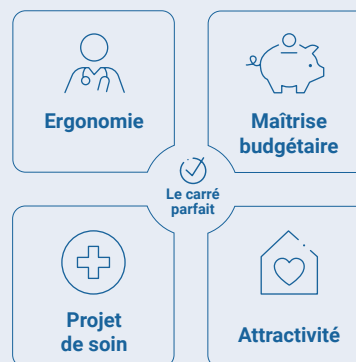 Ergonomie
Maîtrise
budgétaire
Le carré
parfait
Projet
de soin
Attractivité